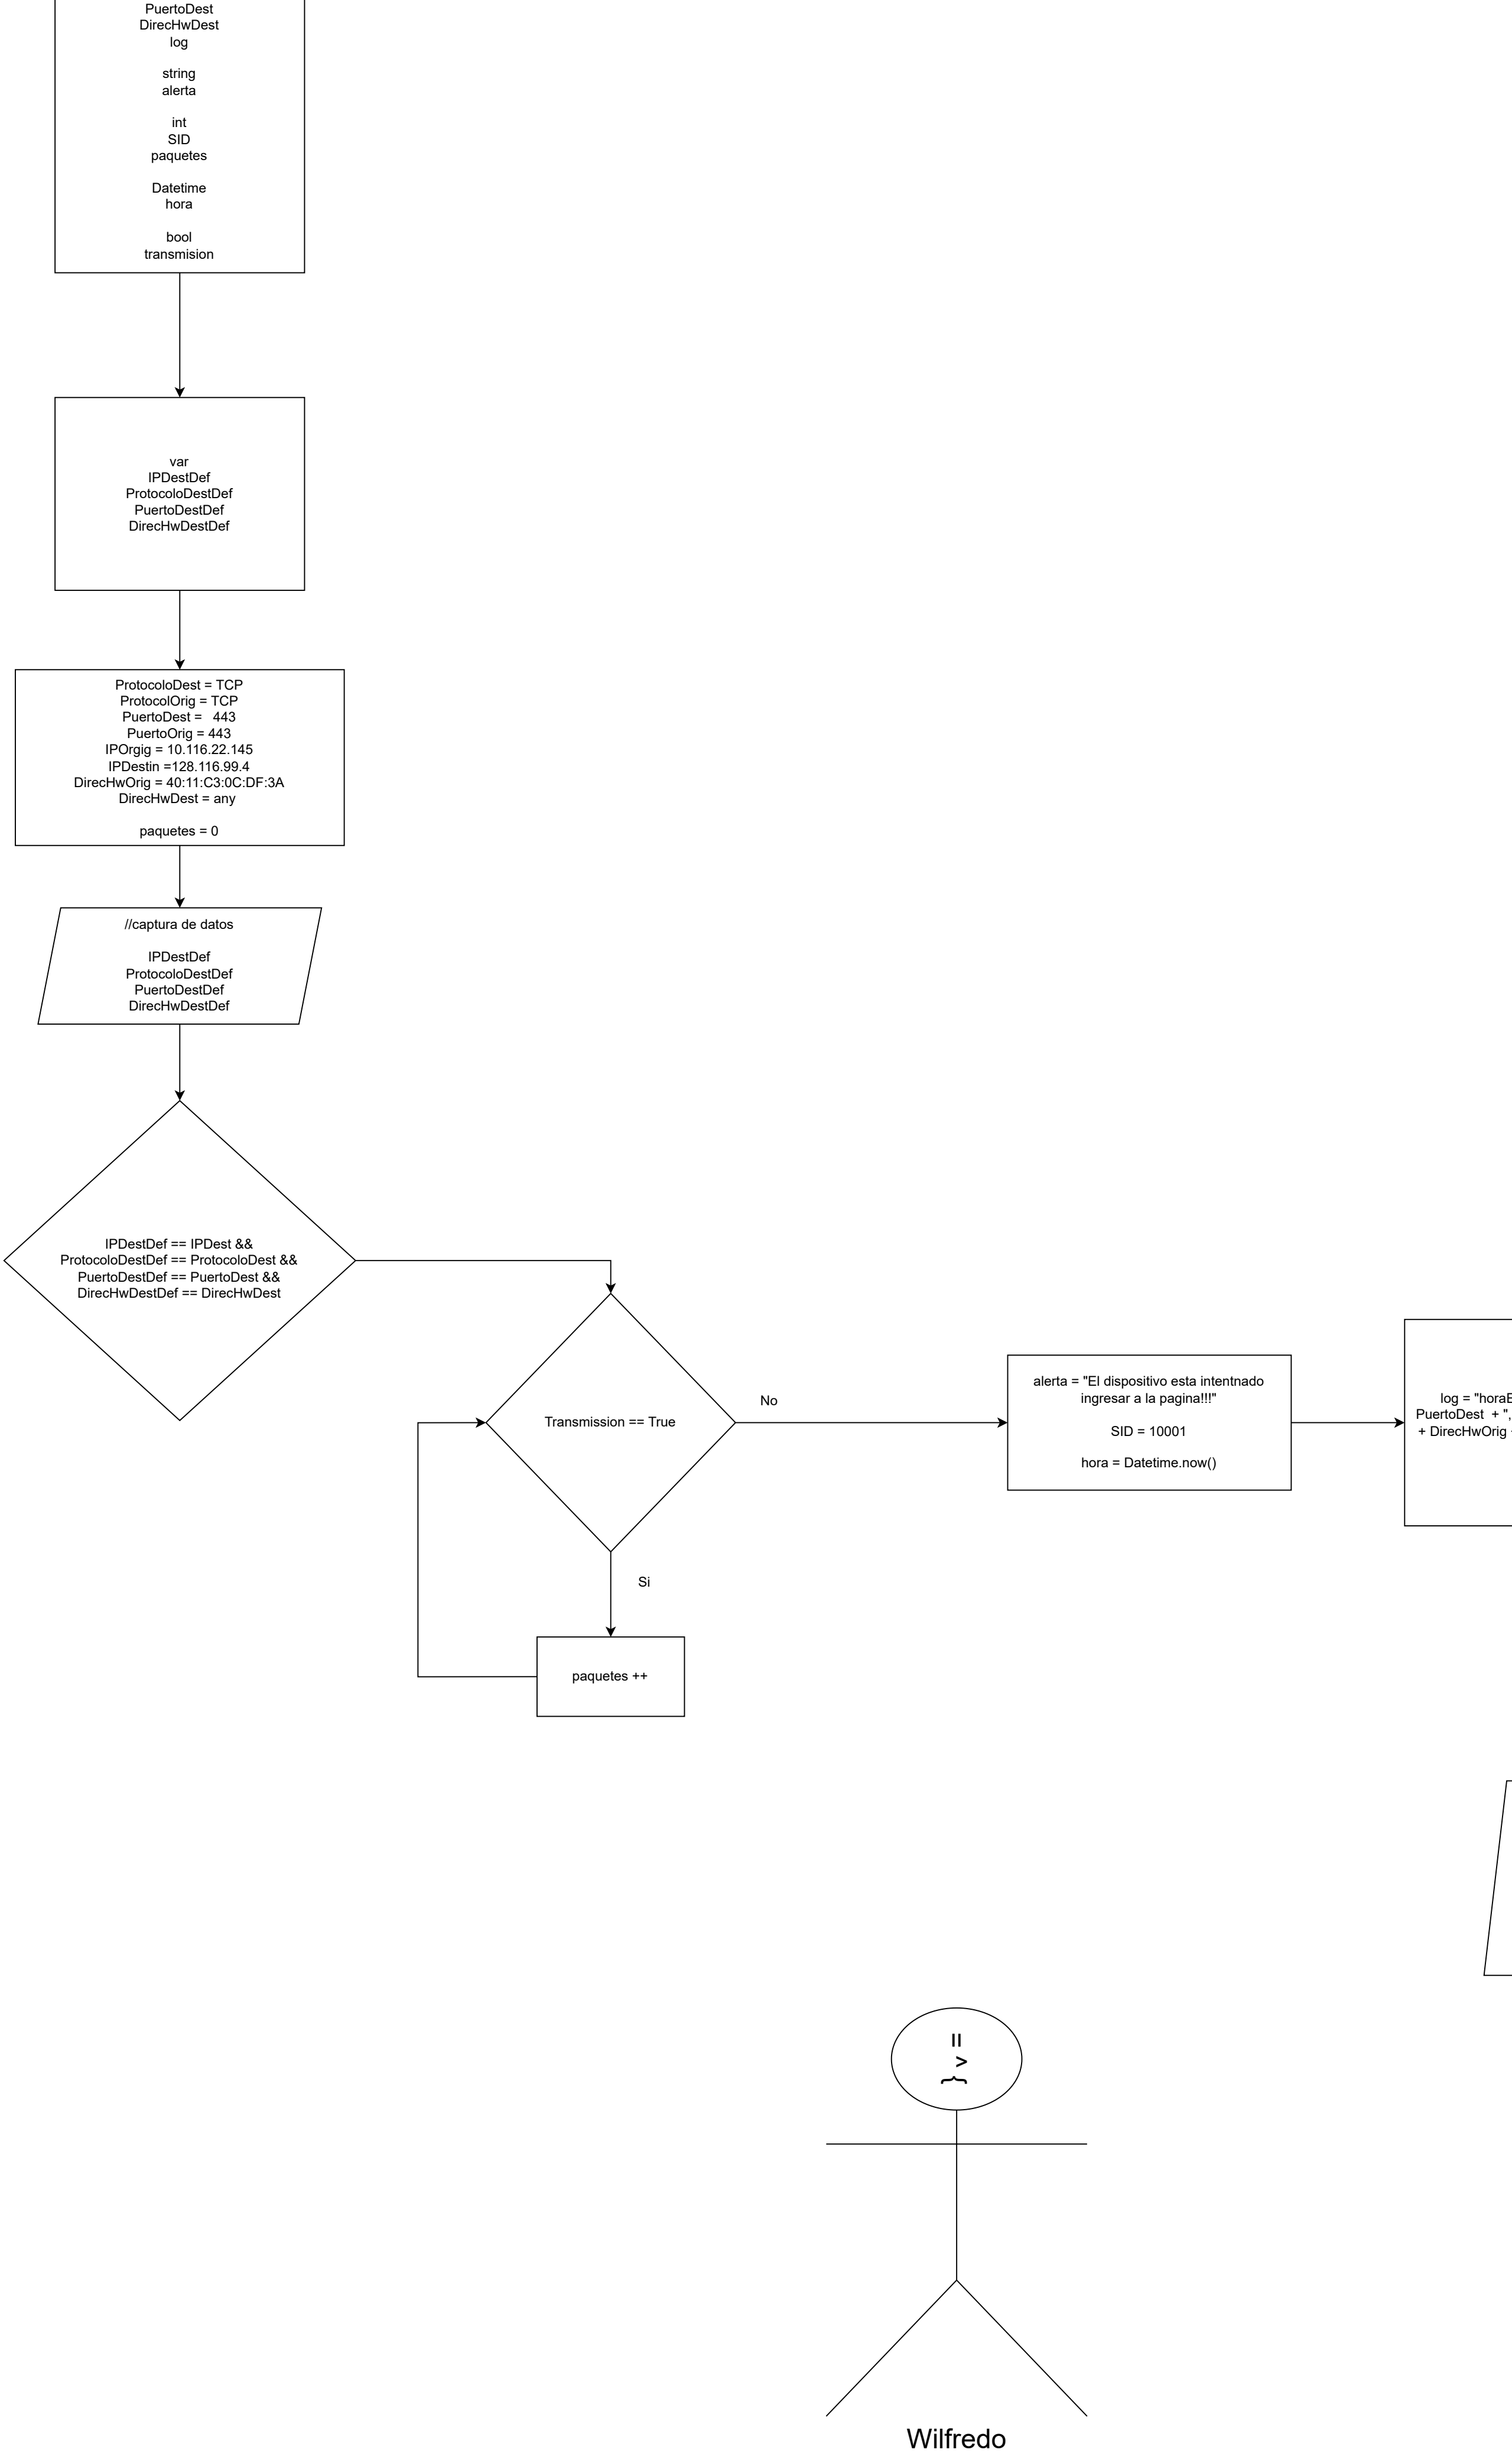 PuertoDest
DirecHwDest
log
string
alerta
int
SID
paquetes
Datetime
hora
bool
transmision
var
IPDestDef
ProtocoloDestDef
PuertoDestDef
DirecHwDestDef
ProtocoloDest = TCP
ProtocolOrig = TCP
PuertoDest =   443
PuertoOrig = 443
IPOrgig = 10.116.22.145
IPDestin =128.116.99.4
DirecHwOrig = 40:11:C3:0C:DF:3A
DirecHwDest = any
paquetes = 0
//captura de datos
IPDestDef
ProtocoloDestDef
PuertoDestDef
DirecHwDestDef
IPDestDef == IPDest &&
ProtocoloDestDef == ProtocoloDest &&
PuertoDestDef == PuertoDest &&
DirecHwDestDef == DirecHwDest
Transmission == True
No
Si
paquetes ++
alerta = "El dispositivo esta intentnado
ingresar a la pagina!!!"
SID = 10001
hora = Datetime.now()
log = "horaE
PuertoDest  + ",
+ DirecHwOrig
= v {
Wilfredo